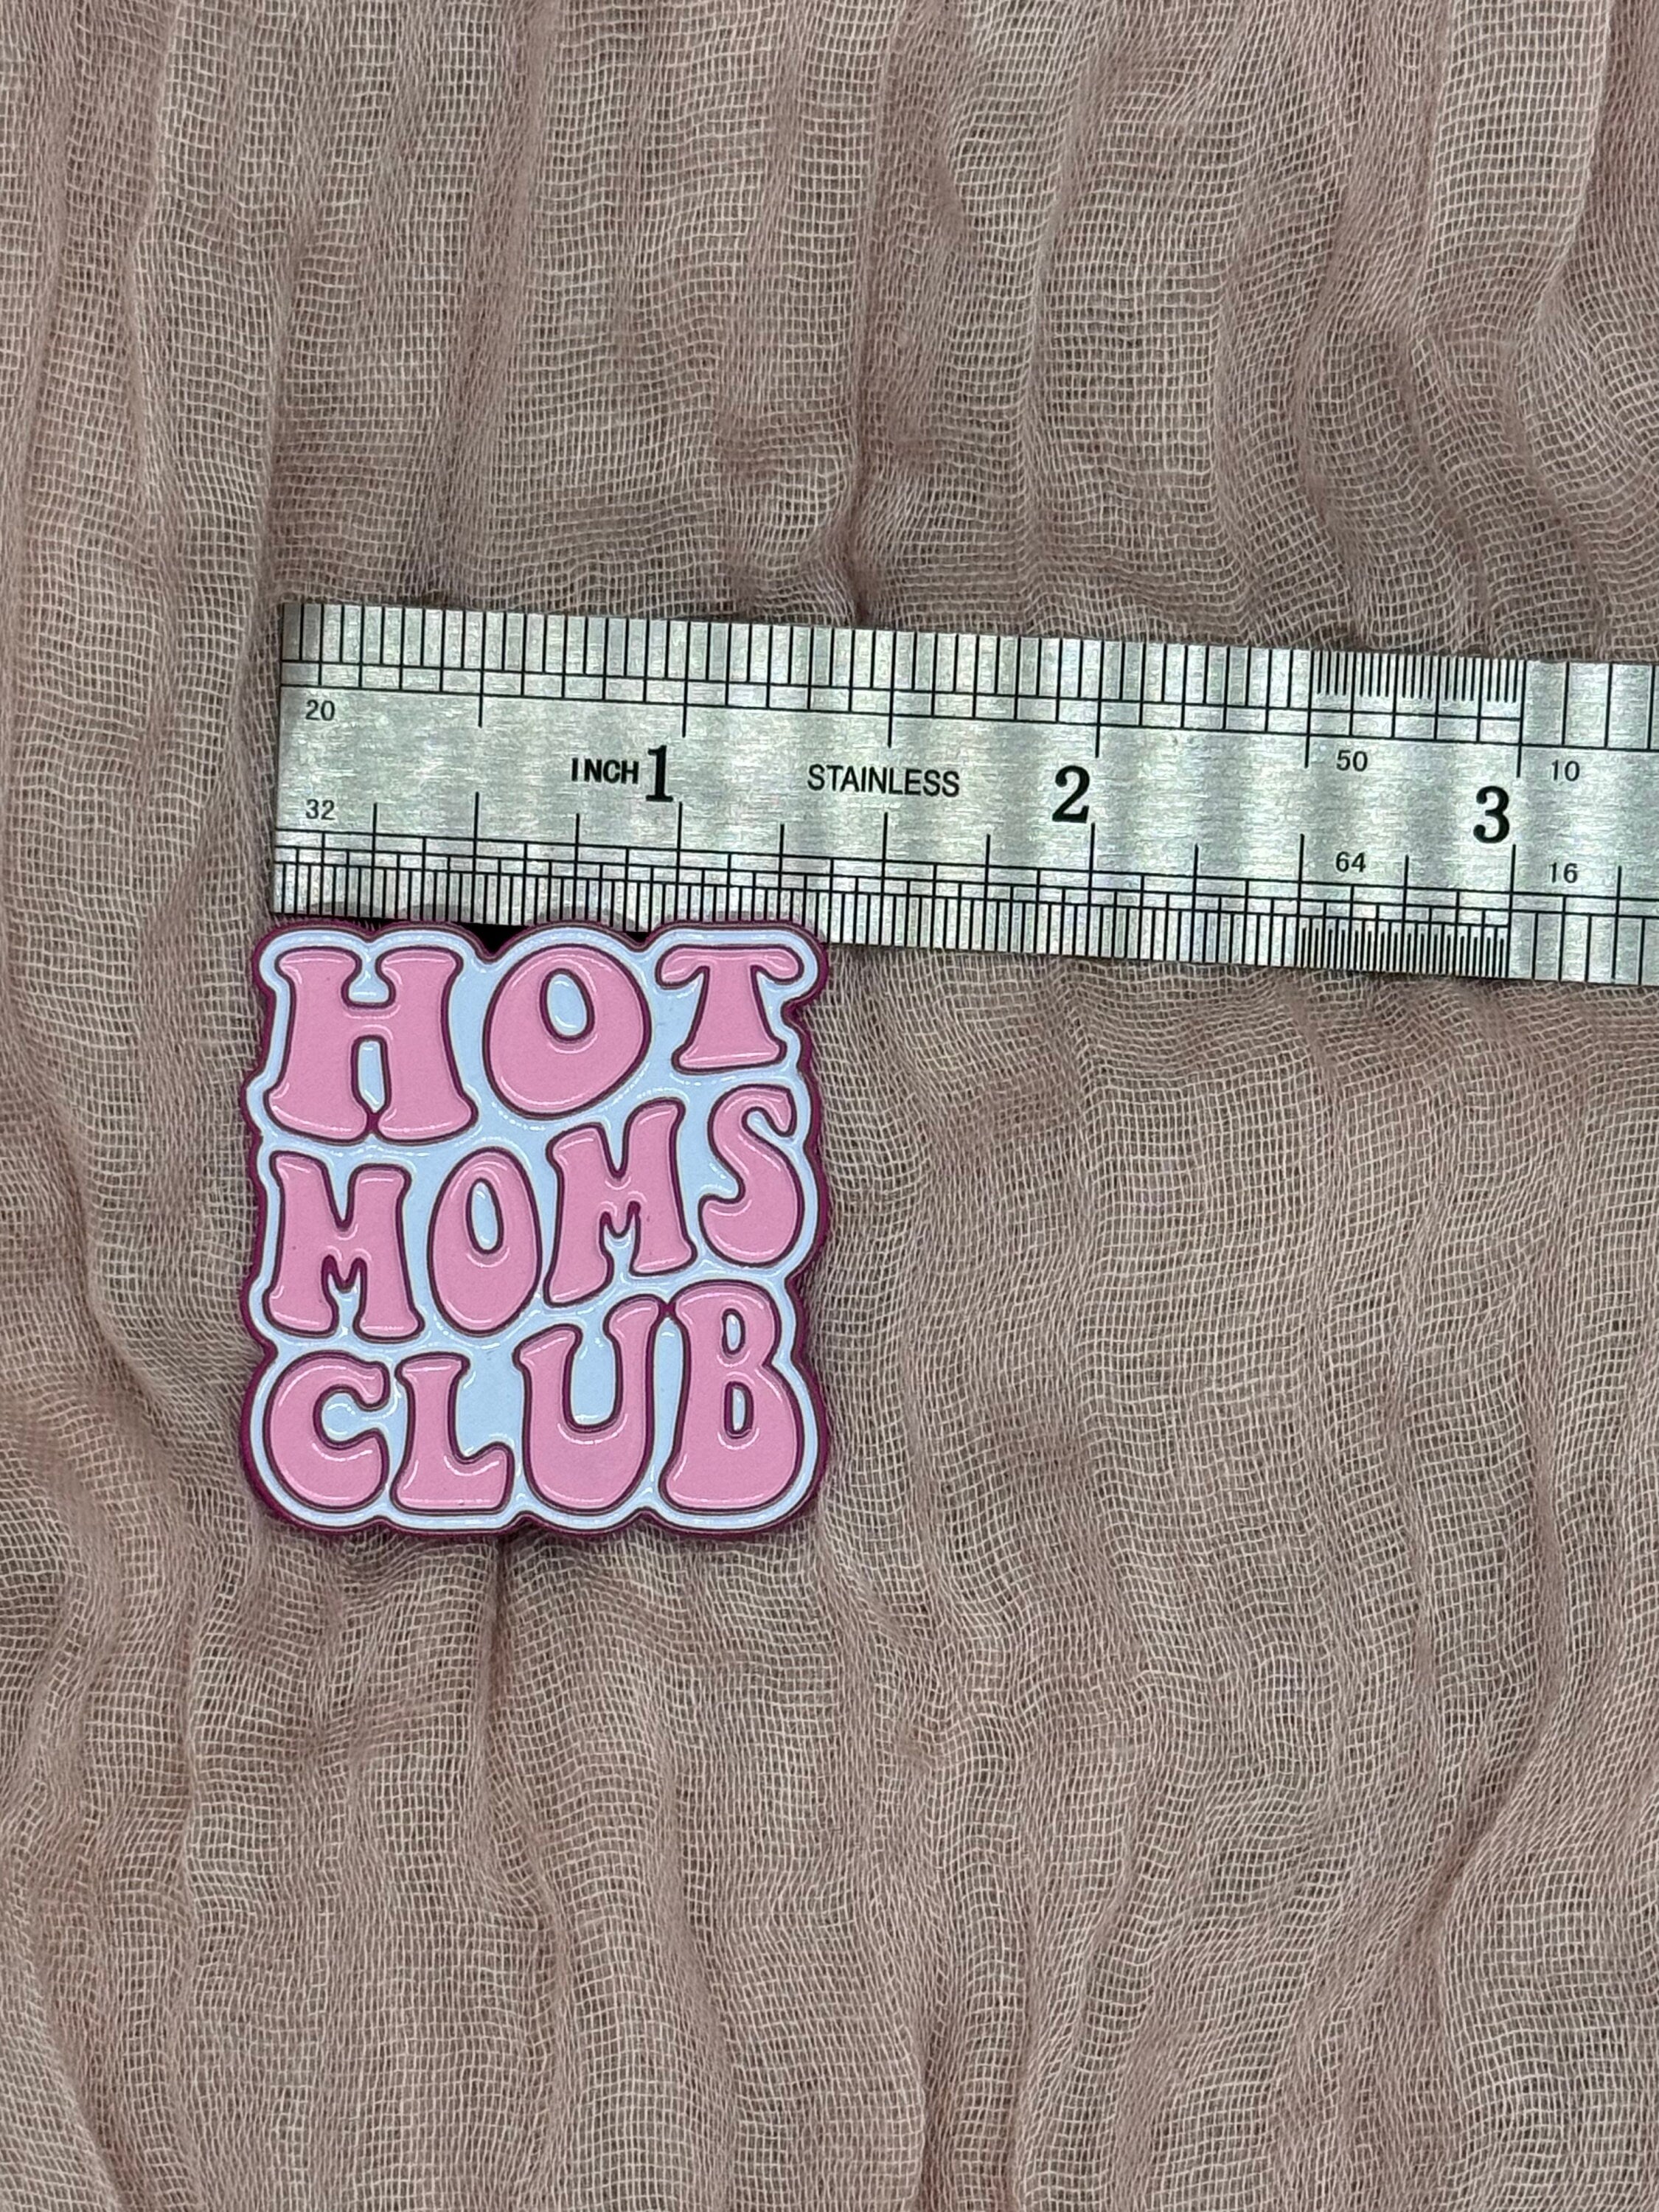 20
INCH 1 STAINLESS 2 50 3 10
32 64 16
HOT
MOMS
CLUB